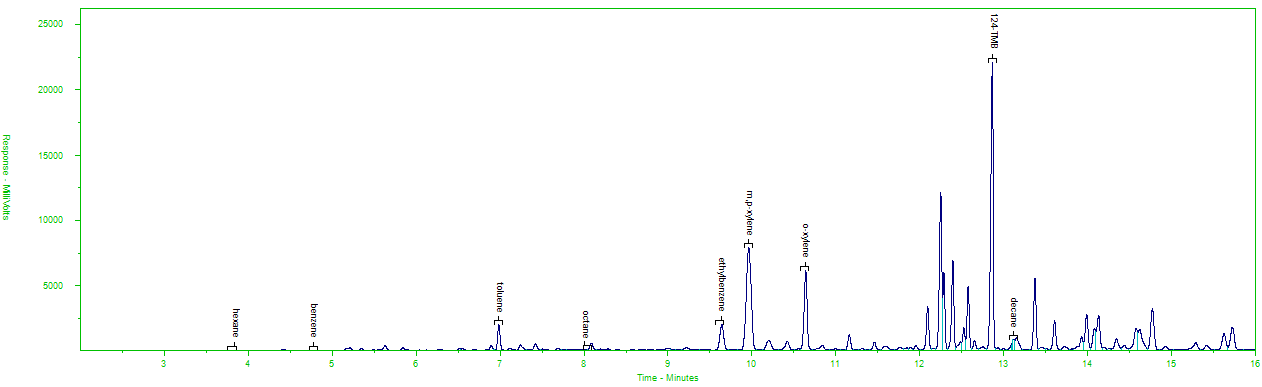 25000
20000
15000
10000
5000
Response - MilliVolts
hexane
benzene
toluene
octane
ethylbenzene
m,p-xylene
o-xylene
124-TMB
decane
3 4 5 6 7 8 9 10 11 12 13 14 15 16
Time - Minutes